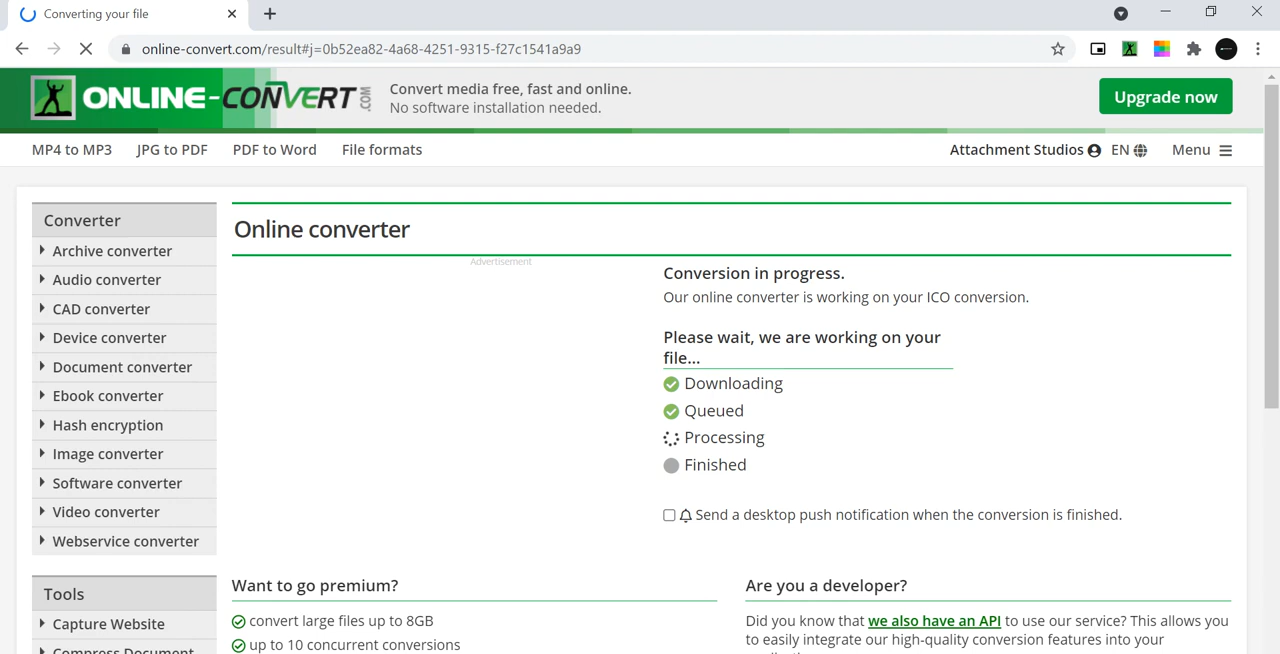 Converting your file
online-convert.com/result#j=0b52ea82-4a68-4251-9315-f27c1541a9a9
ONLINE-CONVERT.COM
Convert media free, fast and online.
No software installation needed.
Upgrade now
MP4 to MP3 JPG to PDF PDF to Word File formats Attachment Studios EN Menu
Converter
Archive converter
Audio converter
CAD converter
Device converter
Document converter
Ebook converter
Hash encryption
Image converter
Software converter
Video converter
Webservice converter
Tools
Capture Website
Compress Document
Online converter
Advertisement
Conversion in progress.
Our online converter is working on your ICO conversion.
Please wait, we are working on your
file...
Downloading
Queued
Processing
Finished
Send a desktop push notification when the conversion is finished.
Want to go premium?
convert large files up to 8GB
up to 10 concurrent conversions
Are you a developer?
Did you know that we also have an API to use our service? This allows you
to easily integrate our high-quality conversion features into your